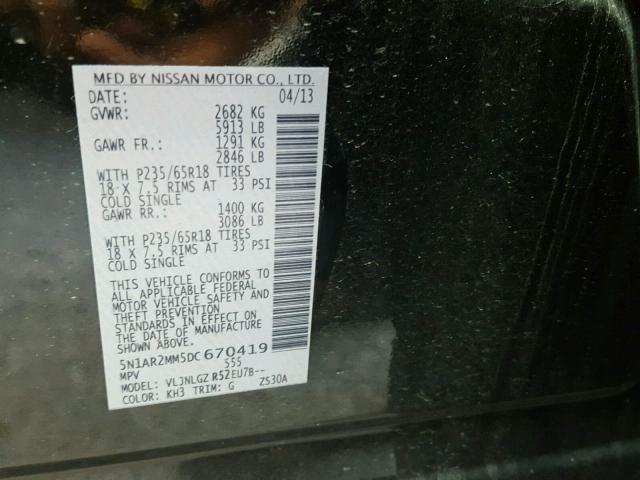 MFD BY NISSAN MOTOR CO., LTD.
DATE: 04/13
GVWR: 2682 KG
5913 LB
GAWR FR.: 1291 KG
2846 LB
WITH P235/65R18 TIRES
18 X 7.5 RIMS AT 33 PSI
COLD SINGLE
GAWR RR.: 1400 KG
3086 LB
WITH P235/65R18 TIRES
18 X 7.5 RIMS AT 33 PSI
COLD SINGLE
THIS VEHICLE CONFORMS TO
ALL APPLICABLE FEDERAL
MOTOR VEHICLE SAFETY AND
THEFT PREVENTION
STANDARDS IN EFFECT ON
THE DATE OF MANUFACTURE.
5N1AR2MM5DC670419
MPV 555
MODEL: VLJNLGZ R52EU7B--
COLOR: KH3 TRIM: G ZS30A